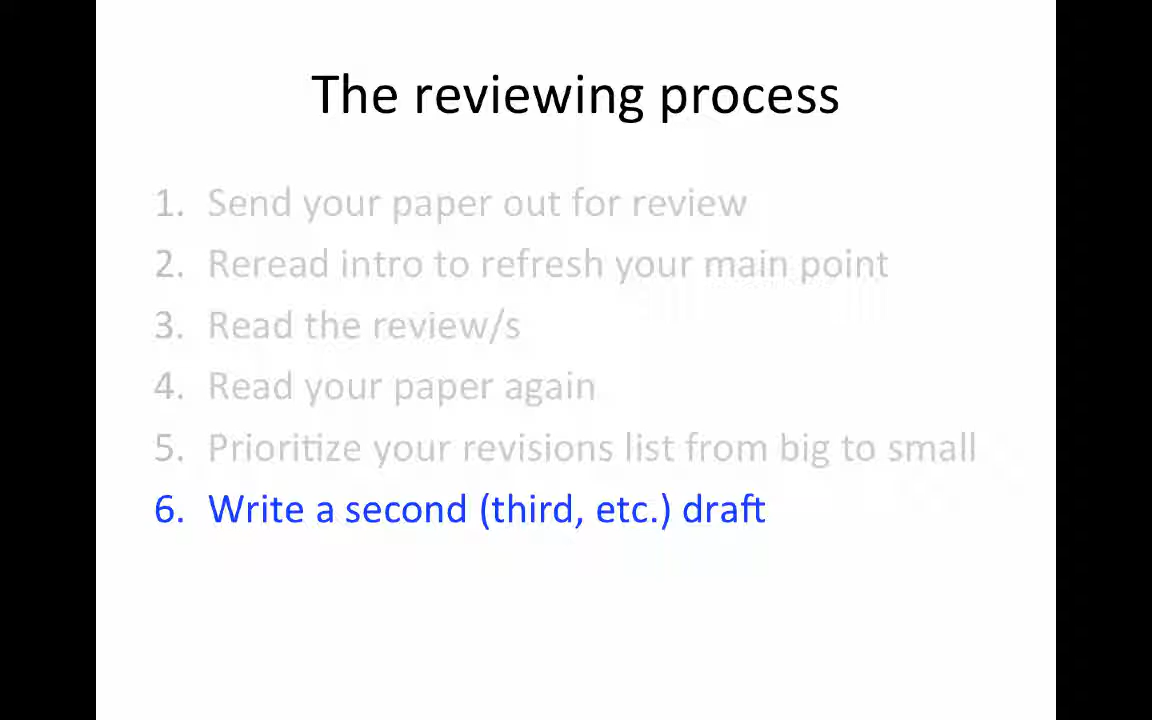 The reviewing process
1. Send your paper out for review
2. Reread intro to refresh your main point
3. Read the review/s
4. Read your paper again
5. Prioritize your revisions list from big to small
6. Write a second (third, etc.) draft